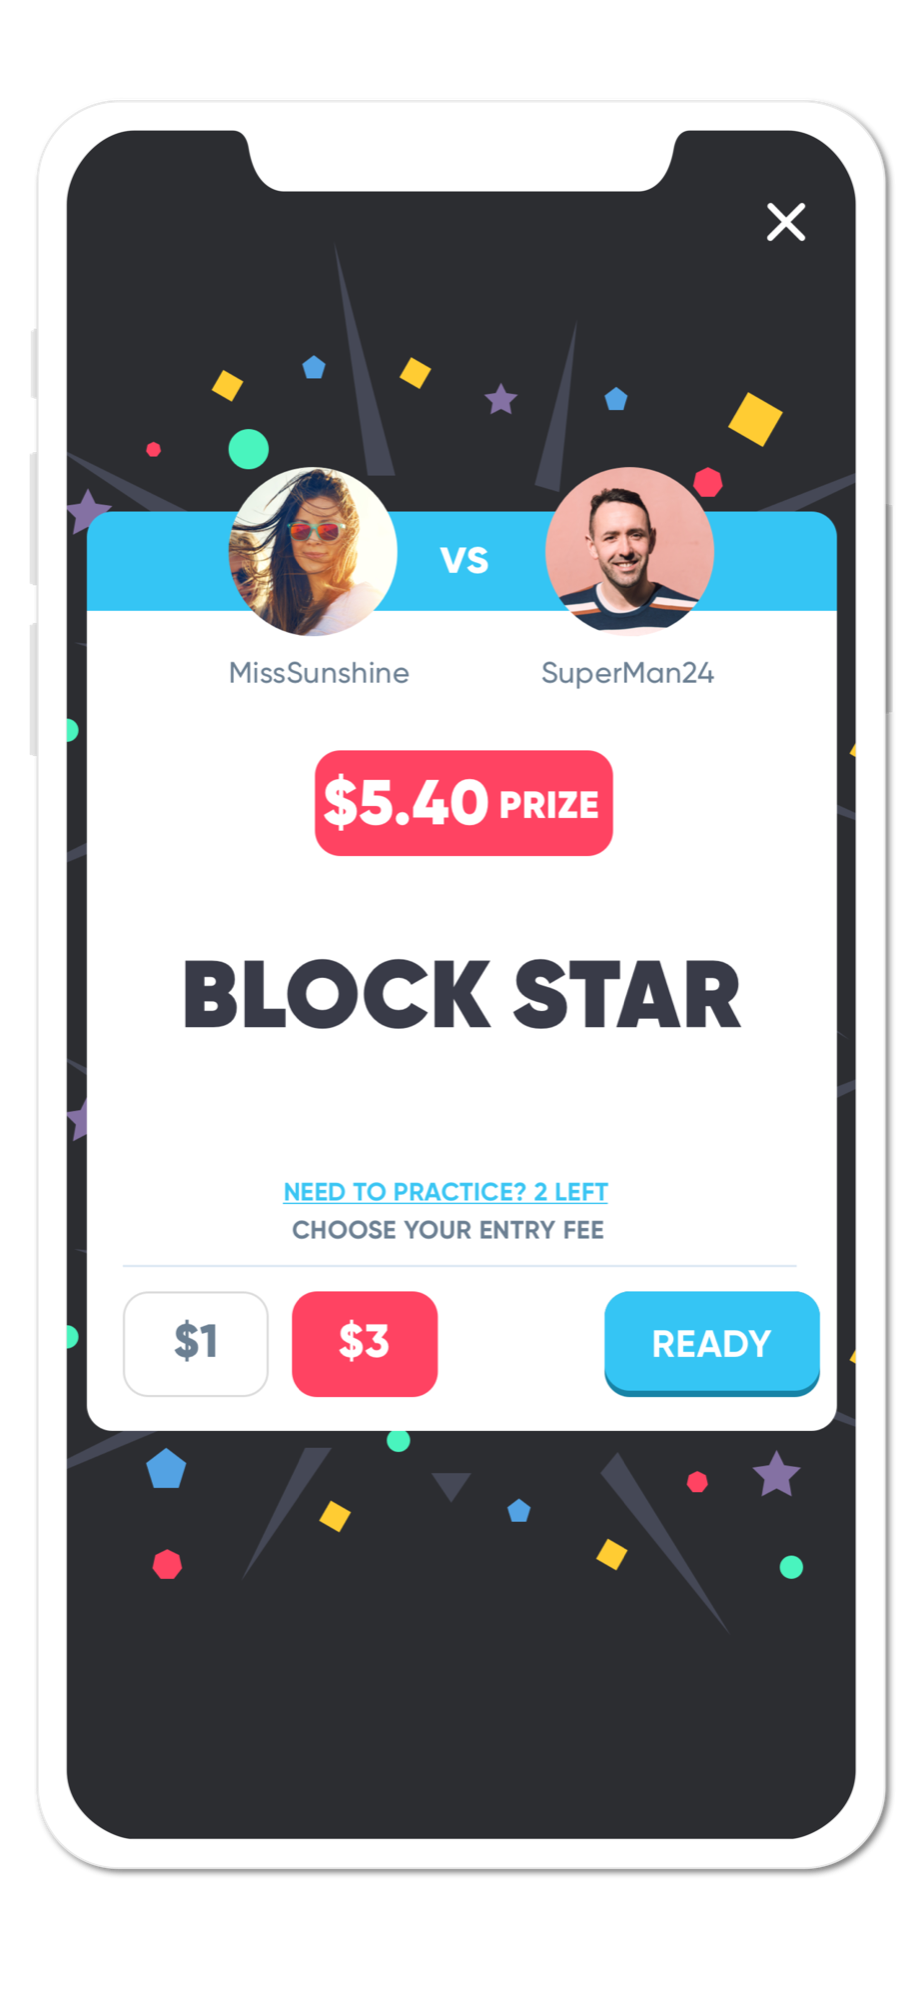 VS
MissSunshine
SuperMan24
$5.40 PRIZE
BLOCK STAR
NEED TO PRACTICE? 2 LEFT
CHOOSE YOUR ENTRY FEE
$1
$3
READY